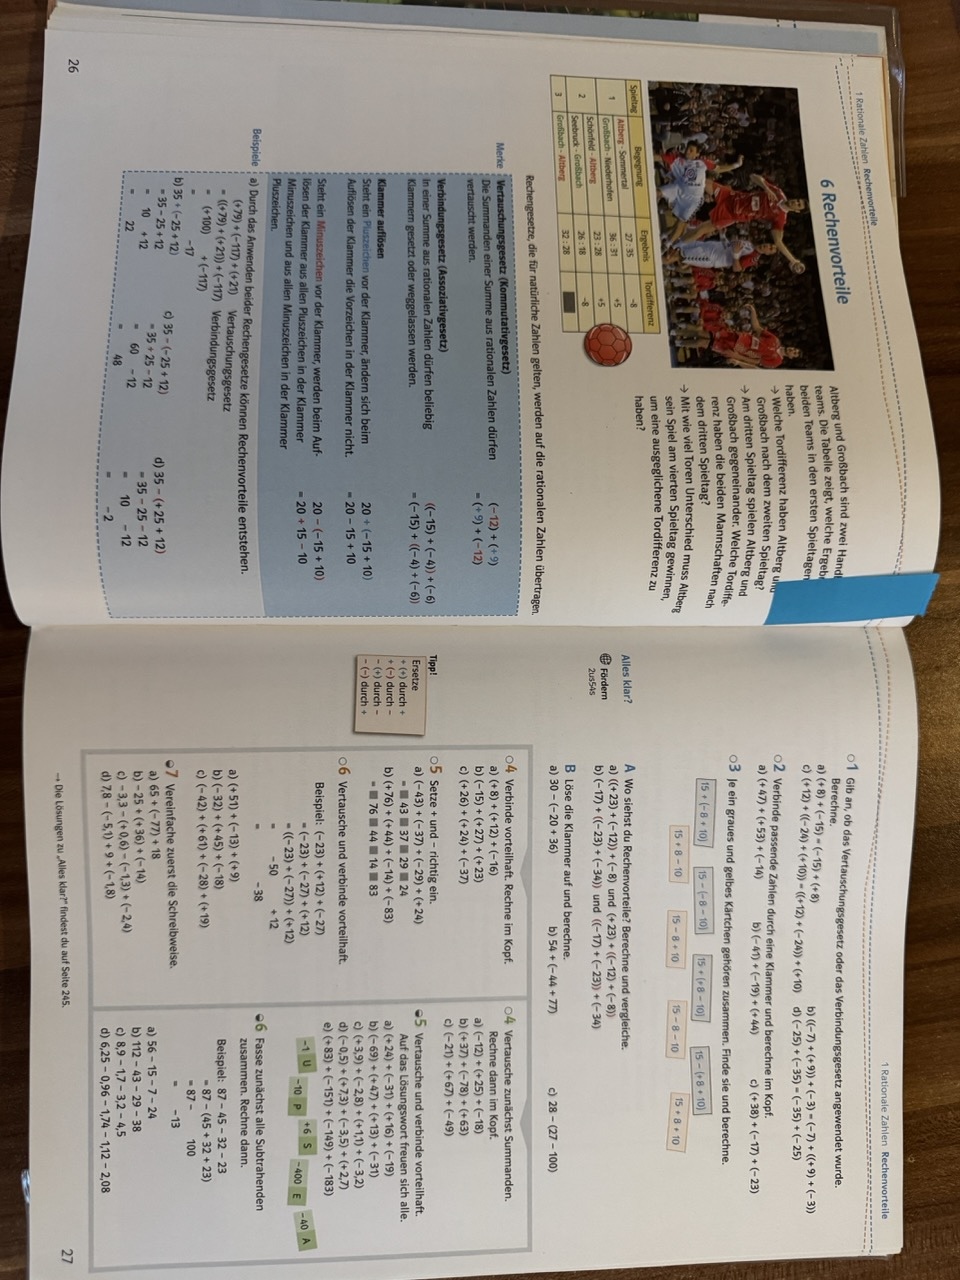 1 Rationale Zahlen Rechenvorteile
6 Rechenvorteile
Altberg und Großbach sind zwei
teams. Die Tabelle zeigt, welche
beiden Teams in den ersten Spieltagen
haben.
→ Welche Tordifferenz haben Altberg
Großbach nach dem zweiten Spieltag?
→ Am dritten Spieltag spielen Altberg und
Großbach gegeneinander. Welche Tordiffe-
renz haben die beiden Mannschaften nach
dem dritten Spieltag?
→ Mit wie viel Toren Unterschied muss Altberg
sein Spiel am vierten Spieltag gewinnen,
um eine ausgeglichene Tordifferenz zu
haben?
Spieltag Begegnung Ergebnis Tordifferenz
1 Altberg - Sommertal 27 : 35 −8
Großbach - Niederhofen 36 : 31 +5
2 Schönfeld - Altberg 23 : 28 +5
Seebruck - Großbach 26 : 18 −8
3 Großbach - Altberg 32 : 28
Rechengesetze, die für natürliche Zahlen gelten, werden auf die rationalen Zahlen übertragen.
Merke
Vertauschungsgesetz (Kommutativgesetz)
Die Summanden einer Summe aus rationalen Zahlen dürfen
vertauscht werden.
(−12) + (+9)
= (+9) + (−12)
Verbindungsgesetz (Assoziativgesetz)
In einer Summe aus rationalen Zahlen dürfen beliebig
Klammern gesetzt oder weggelassen werden.
((−15) + (−4)) + (−6)
= (−15) + ((−4) + (−6))
Klammer auflösen
Steht ein Pluszeichen vor der Klammer, ändern sich beim
Auflösen der Klammer die Vorzeichen in der Klammer nicht.
20 + (−15 + 10)
= 20 − 15 + 10
Steht ein Minuszeichen vor der Klammer, werden beim Auf-
lösen der Klammer aus allen Pluszeichen in der Klammer
Minuszeichen und aus allen Minuszeichen in der Klammer
Pluszeichen.
20 − (−15 + 10)
= 20 + 15 − 10
Beispiele
a) Durch das Anwenden beider Rechengesetze können Rechenvorteile entstehen.
(+79) + (−117) + (+21) Vertauschungsgesetz
= ((+79) + (+21)) + (−117) Verbindungsgesetz
= (+100) + (−117)
= −17
b) 35 + (−25 + 12)
= 35 − 25 + 12
= 10 + 12
= 22
c) 35 − (−25 + 12)
= 35 + 25 − 12
= 60 − 12
= 48
d) 35 − (+25 + 12)
= 35 − 25 − 12
= 10 − 12
= −2
26
1 Rationale Zahlen Rechenvorteile
○1 Gib an, ob das Vertauschungsgesetz oder das Verbindungsgesetz angewendet wurde.
Berechne.
a) (+8) + (−15) = (−15) + (+8) b) ((−7) + (+9)) + (−3) = (−7) + ((+9) + (−3))
c) (+12) + ((−24) + (+10)) = ((+12) + (−24)) + (+10) d) (−25) + (−35) = (−35) + (−25)
○2 Verbinde passende Zahlen durch eine Klammer und berechne im Kopf.
a) (+47) + (+53) + (−14) b) (−41) + (−19) + (+44) c) (+38) + (−17) + (−23)
○3 Je ein graues und gelbes Kärtchen gehören zusammen. Finde sie und berechne.
15 + (−8 + 10) 15 − (−8 − 10) 15 + (+8 − 10) 15 − (+8 + 10)
15 + 8 − 10 15 − 8 + 10 15 − 8 − 10 15 + 8 + 10
Alles klar?
Fördern
2us54s
A Wo siehst du Rechenvorteile? Berechne und vergleiche.
a) ((+23) + (−12)) + (−8) und (+23) + ((−12) + (−8))
b) (−17) + ((−23) + (−34)) und ((−17) + (−23)) + (−34)
B Löse die Klammer auf und berechne.
a) 30 − (−20 + 36) b) 54 + (−44 + 77) c) 28 − (27 − 100)
○4 Verbinde vorteilhaft. Rechne im Kopf.
a) (+8) + (+12) + (−16)
b) (−15) + (+27) + (+23)
c) (+26) + (+24) + (−37)
Tipp!
Ersetze
+ (+) durch +
+ (−) durch −
− (+) durch −
− (−) durch +
○5 Setze + und − richtig ein.
a) (−43) + (−37) + (−29) + (+24)
= ■ 43 ■ 37 ■ 29 ■ 24
b) (+76) + (+44) + (−14) + (−83)
= ■ 76 ■ 44 ■ 14 ■ 83
○6 Vertausche und verbinde vorteilhaft.
Beispiel: (−23) + (+12) + (−27)
= (−23) + (−27) + (+12)
= ((−23) + (−27)) + (+12)
= −50 + 12
= −38
a) (+51) + (−13) + (+9)
b) (−32) + (+45) + (−18)
c) (−42) + (+61) + (−28) + (+19)
7 Vereinfache zuerst die Schreibweise.
a) 65 + (−77) + 18
b) −25 + (+36) + (−14)
c) −3,3 − (+6,6) − (−1,3) + (−2,4)
d) 7,8 − (−5,1) + 9 + (−1,8)
○4 Vertausche zunächst Summanden.
Rechne dann im Kopf.
a) (−12) + (+25) + (−18)
b) (+37) + (−78) + (+63)
c) (−21) + (+67) + (−49)
5 Vertausche und verbinde vorteilhaft.
Auf das Lösungswort freuen sich alle.
a) (+24) + (−31) + (+16) + (−19)
b) (−69) + (+47) + (+13) + (−31)
c) (+3,9) + (−2,8) + (+1,1) + (−3,2)
d) (−0,5) + (+7,3) + (−3,5) + (+2,7)
e) (+83) + (−151) + (−149) + (−183)
−1 U −10 P +6 S −400 E −40 A
6 Fasse zunächst alle Subtrahenden
zusammen. Rechne dann.
Beispiel: 87 − 45 − 32 − 23
= 87 − (45 + 32 + 23)
= 87 − 100
= −13
a) 56 − 15 − 7 − 24
b) 112 − 43 − 29 − 38
c) 8,9 − 1,7 − 3,2 − 4,5
d) 6,25 − 0,96 − 1,74 − 1,12 − 2,08
→ Die Lösungen zu „Alles klar?“ findest du auf Seite 245.
27